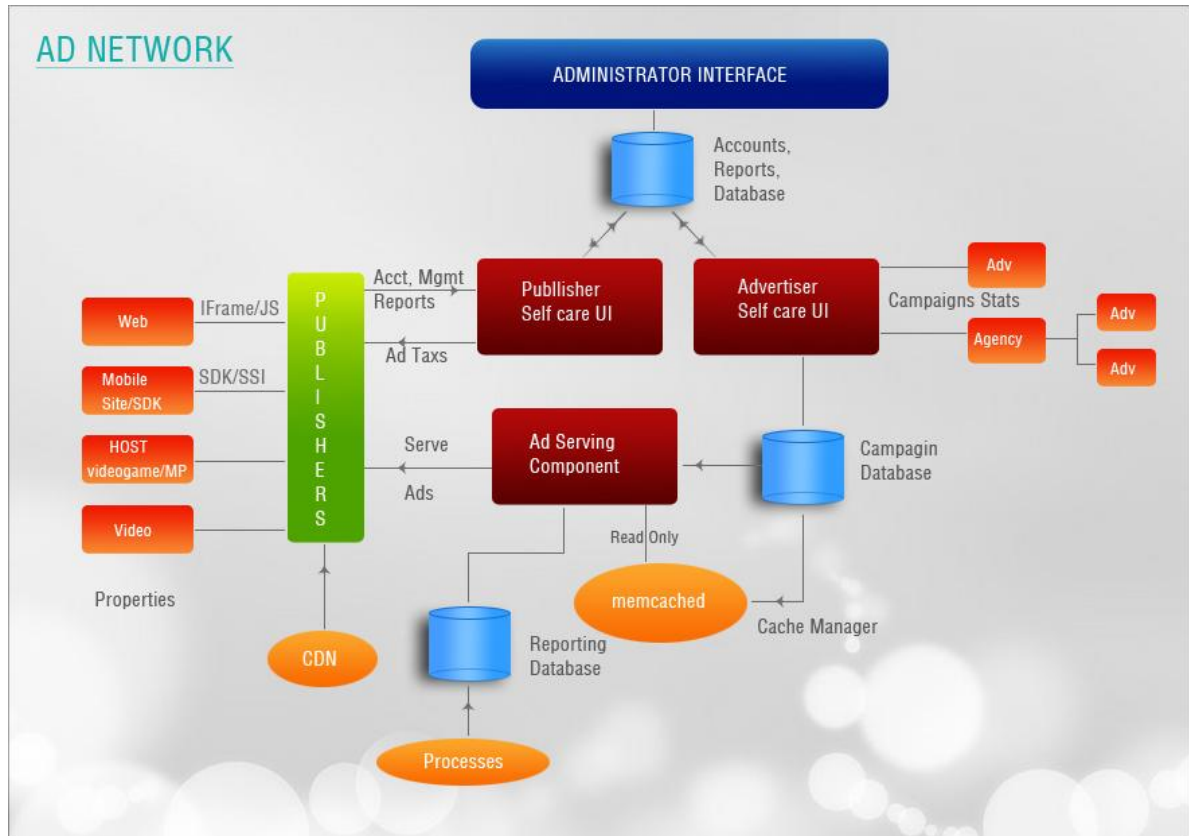 AD NETWORK
ADMINISTRATOR INTERFACE
Accounts,
Reports,
Database
Acct, Mgmt
Reports
Publlisher
Self care UI
Advertiser
Self care UI
Adv
Campaigns Stats
Agency
Adv
Adv
Web
IFrame/JS
PUBLISHERS
Ad Taxs
Mobile
Site/SDK
SDK/SSI
HOST
videogame/MP
Serve
Ads
Ad Serving
Component
Campagin
Database
Video
Read Only
Properties
memcached
Cache Manager
CDN
Reporting
Database
Processes